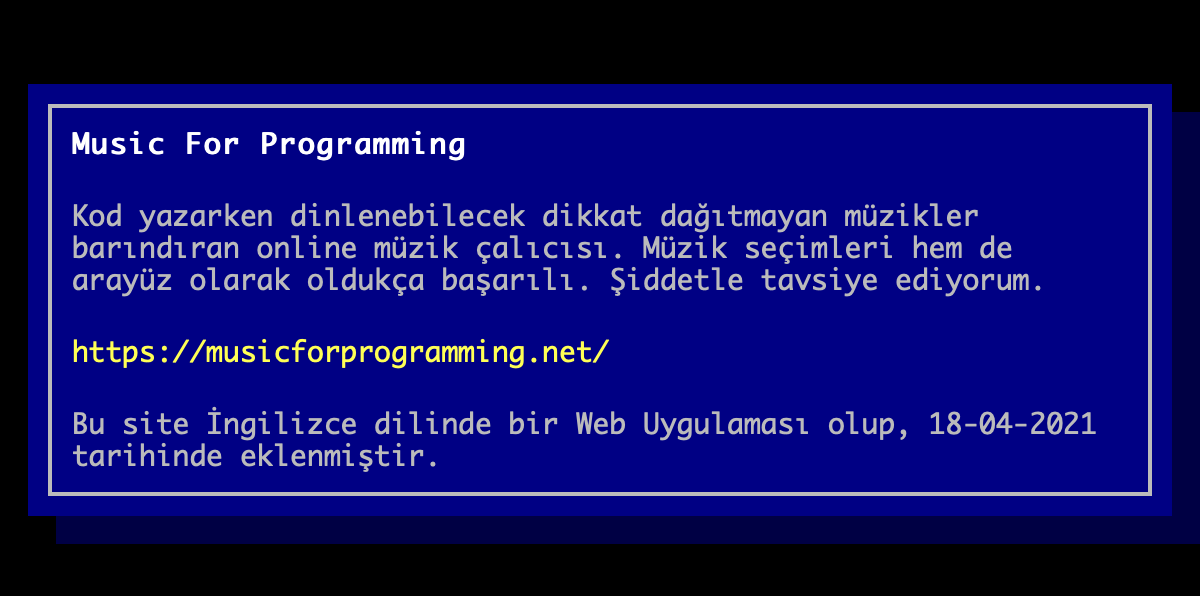 Music For Programming
Kod yazarken dinlenebilecek dikkat dağıtmayan müzikler
barındıran online müzik çalıcısı. Müzik seçimleri hem de
arayüz olarak oldukça başarılı. Şiddetle tavsiye ediyorum.
https://musicforprogramming.net/
Bu site İngilizce dilinde bir Web Uygulaması olup, 18-04-2021
tarihinde eklenmiştir.